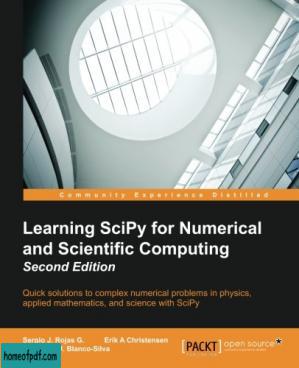 Community Experience Distilled
Learning SciPy for Numerical
and Scientific Computing
Second Edition
Quick solutions to complex numerical problems in physics,
applied mathematics, and science with SciPy
Sergio J. Rojas G. Erik A Christensen
Blanco-Silva
homeofpdf.com
[PACKT] open source*
PUBLISHING